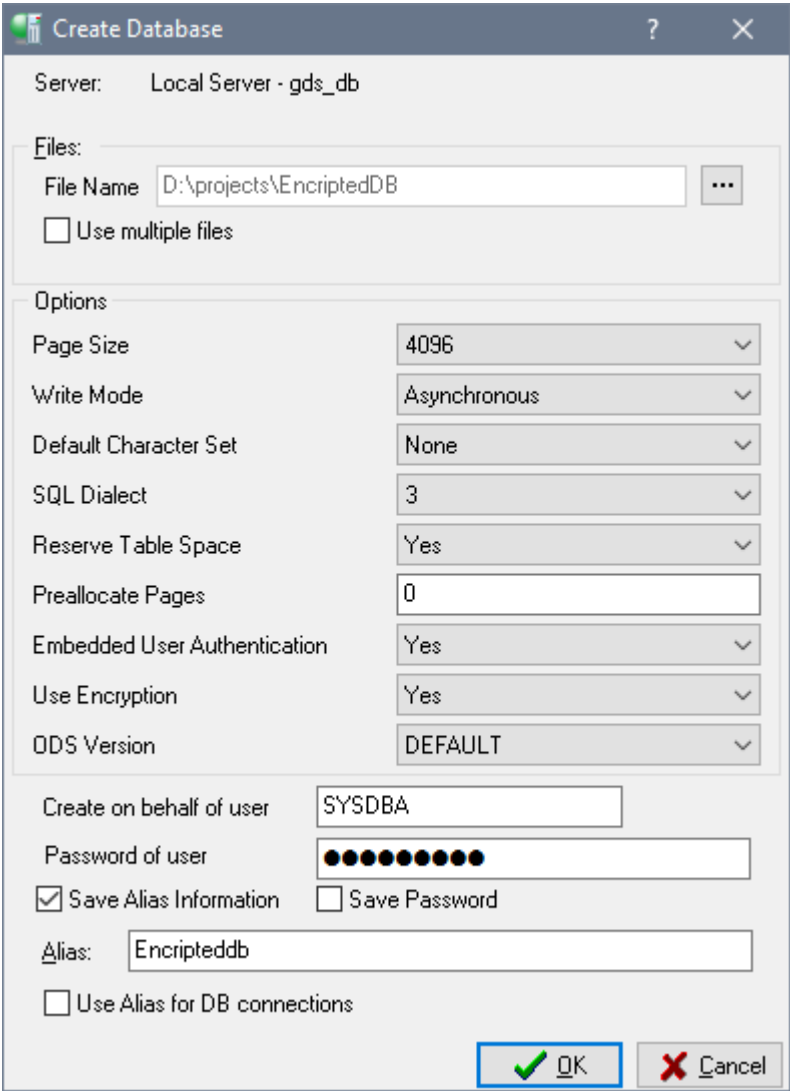 Create Database ?
Server: Local Server - gds_db
Files:
File Name D:\projects\EncriptedDB ...
Use multiple files
Options
Page Size 4096
Write Mode Asynchronous
Default Character Set None
SQL Dialect 3
Reserve Table Space Yes
Preallocate Pages 0
Embedded User Authentication Yes
Use Encryption Yes
ODS Version DEFAULT
Create on behalf of user SYSDBA
Password of user ●●●●●●●●●
Save Alias Information Save Password
Alias: Encripteddb
Use Alias for DB connections
OK Cancel